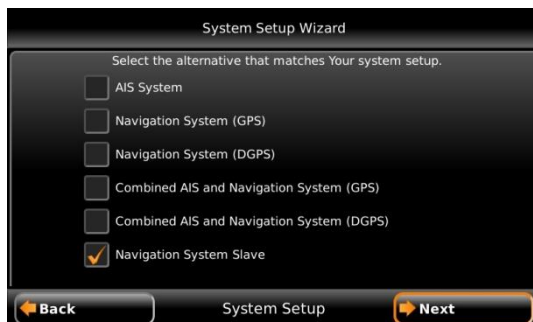 System Setup Wizard
Select the alternative that matches Your system setup.
AIS System
Navigation System (GPS)
Navigation System (DGPS)
Combined AIS and Navigation System (GPS)
Combined AIS and Navigation System (DGPS)
Navigation System Slave
Back System Setup Next